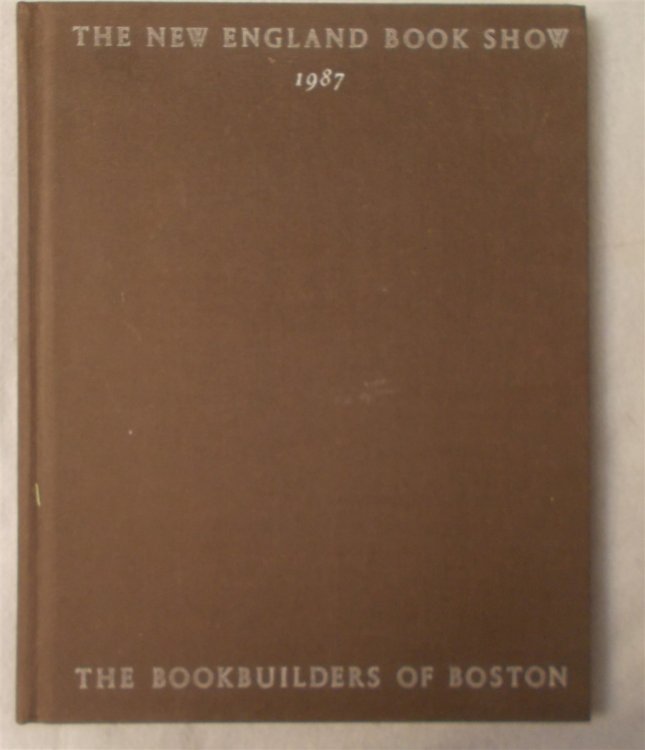 THE NEW ENGLAND BOOK SHOW
1987
THE BOOKBUILDERS OF BOSTON